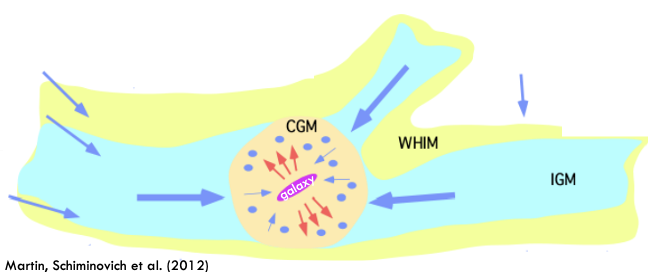 CGM
WHIM
galaxy
IGM
Martin, Schiminovich et al. (2012)